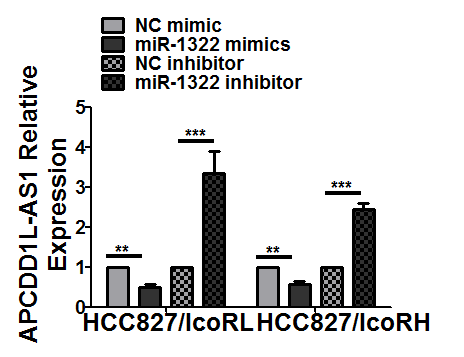 NC mimic
miR-1322 mimics
NC inhibitor
miR-1322 inhibitor
APCDD1L-AS1 Relative
Expression
5
4
3
2
1
0
**
***
**
***
HCC827/IcoRL
HCC827/IcoRH